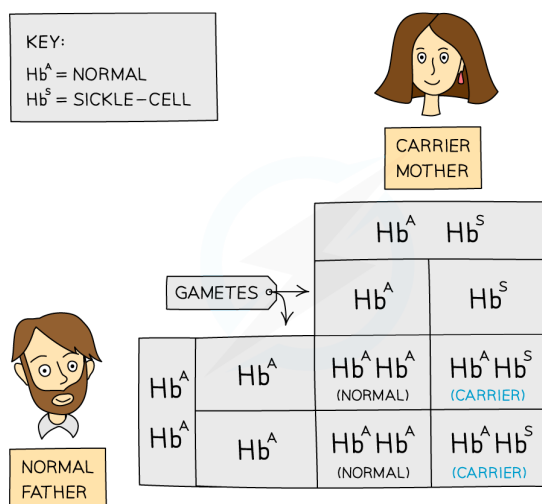 KEY:
Hbᴬ = NORMAL
Hbˢ = SICKLE-CELL
CARRIER
MOTHER
Hbᴬ Hbˢ
GAMETES
Hbᴬ Hbˢ
Hbᴬ
Hbᴬ
Hbᴬ Hbᴬ Hbᴬ Hbˢ
(NORMAL) (CARRIER)
Hbᴬ
Hbᴬ Hbᴬ Hbᴬ Hbˢ
(NORMAL) (CARRIER)
Hbᴬ
NORMAL
FATHER